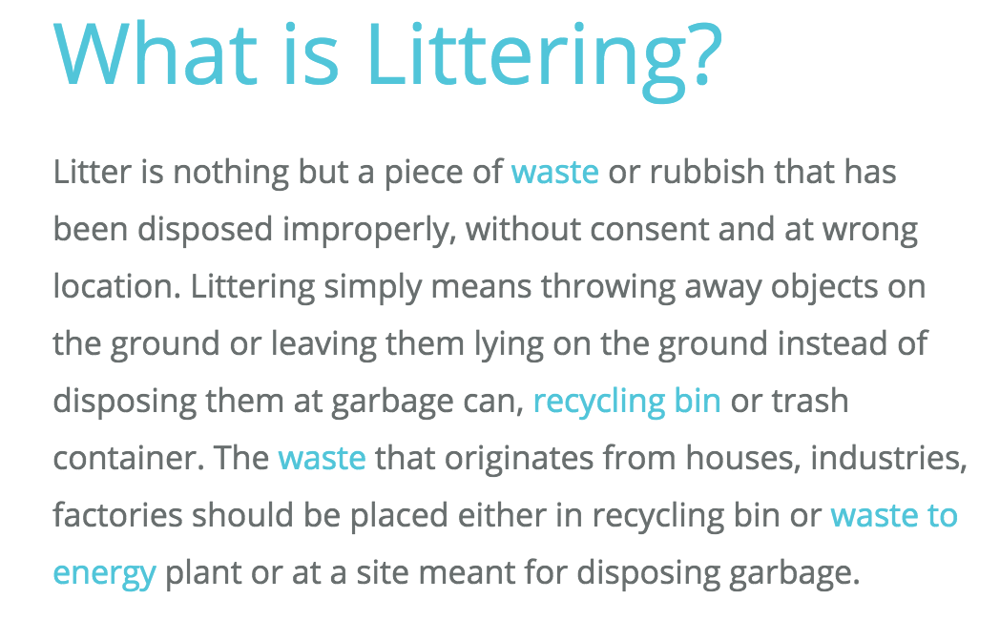 What is Littering?
Litter is nothing but a piece of waste or rubbish that has
been disposed improperly, without consent and at wrong
location. Littering simply means throwing away objects on
the ground or leaving them lying on the ground instead of
disposing them at garbage can, recycling bin or trash
container. The waste that originates from houses, industries,
factories should be placed either in recycling bin or waste to
energy plant or at a site meant for disposing garbage.